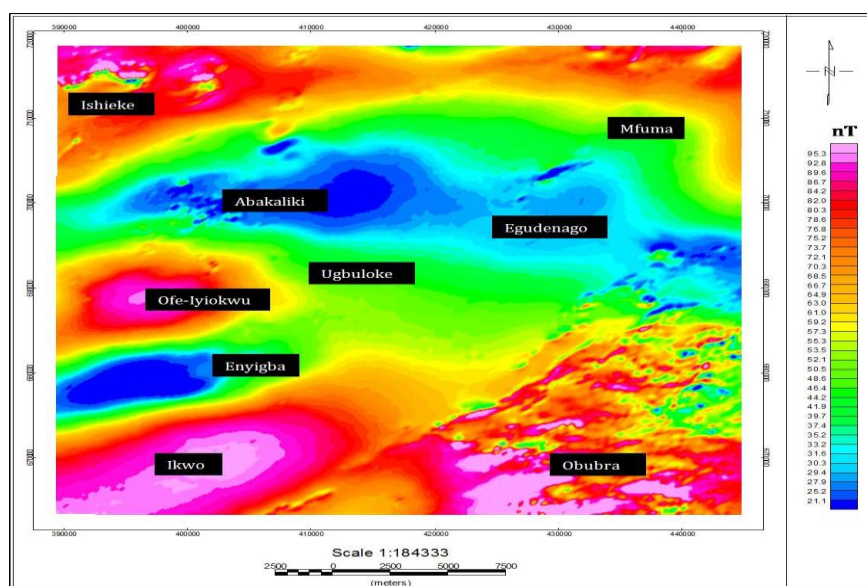 390000 400000 410000 420000 430000 440000
N
nT
Ishieke
Mfuma
Abakaliki
Egudenago
Ugbuloke
Ofe-Iyiokwu
Enyigba
Ikwo
Obubra
95.3
92.8
89.6
86.7
84.2
82.0
80.3
78.6
76.8
75.2
73.7
72.1
70.3
68.5
66.7
64.9
63.0
61.0
59.2
57.3
55.3
53.5
52.1
50.5
48.6
46.4
44.2
41.9
39.7
37.4
35.2
33.2
31.6
30.3
29.4
27.9
25.2
21.1
390000 400000 410000 420000 430000 440000
Scale 1:184333
2500 0 2500 5000 7500
(meters)